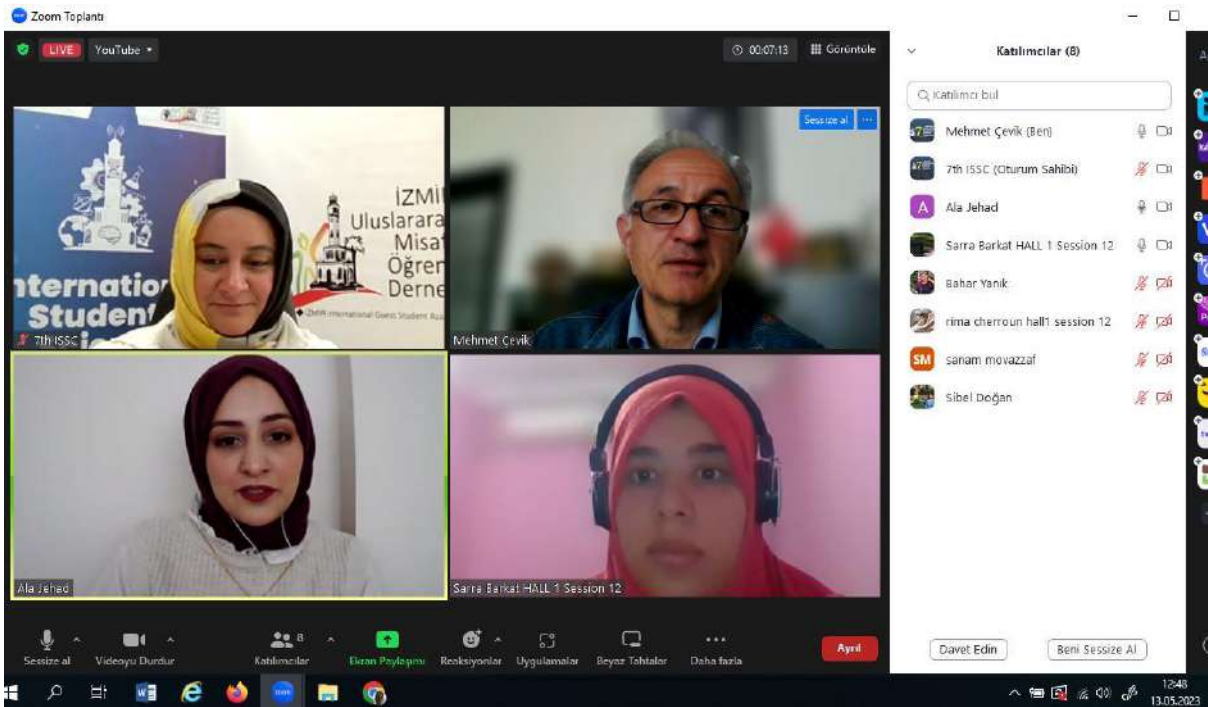 Zoom Toplantı
LIVE
YouTube
00:07:13
Görüntüle
Sessize al
nternation
Student
İZMİ
Uluslarara
Misaf
Öğren
Derne
7th ISSC
Mehmet Çevik
Ala Jehad
Sarra Barkat HALL 1 Session 12
Sessize al
Videoyu Durdur
8
Katılımcılar
Ekran Paylaşımı
Reaksiyonlar
Uygulamalar
Beyaz Tahtalar
Daha fazla
Ayrıl
Katılımcılar (8)
Katılımcı bul
Mehmet Çevik (Ben)
7th ISSC (Oturum Sahibi)
A
Ala Jehad
Sarra Barkat HALL 1 Session 12
Bahar Yanık
rima cherroun hall1 session 12
SM
sanam movazzaf
Sibel Doğan
Davet Edin
Beni Sessize Al
12:48
13.05.2023